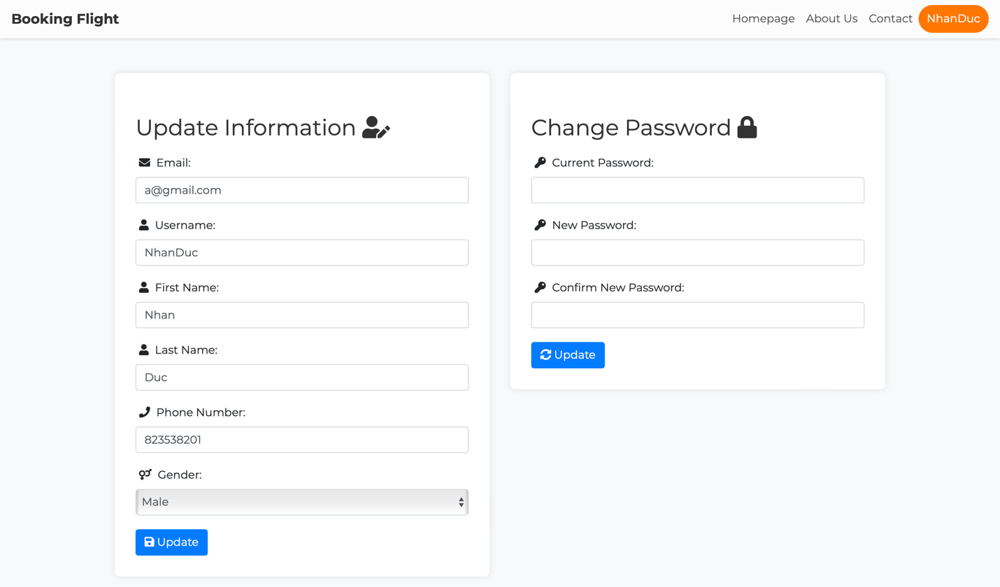 Booking Flight
Homepage About Us Contact NhanDuc
Update Information
Email:
a@gmail.com
Username:
NhanDuc
First Name:
Nhan
Last Name:
Duc
Phone Number:
823538201
Gender:
Male
Update
Change Password
Current Password:
New Password:
Confirm New Password:
Update